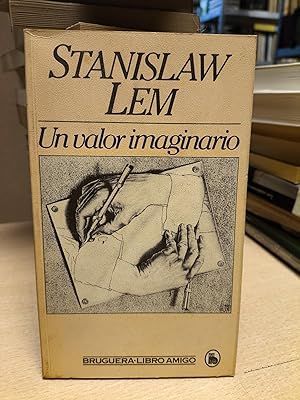 STANISLAW
LEM
Un valor imaginario
BRUGUERA-LIBRO AMIGO